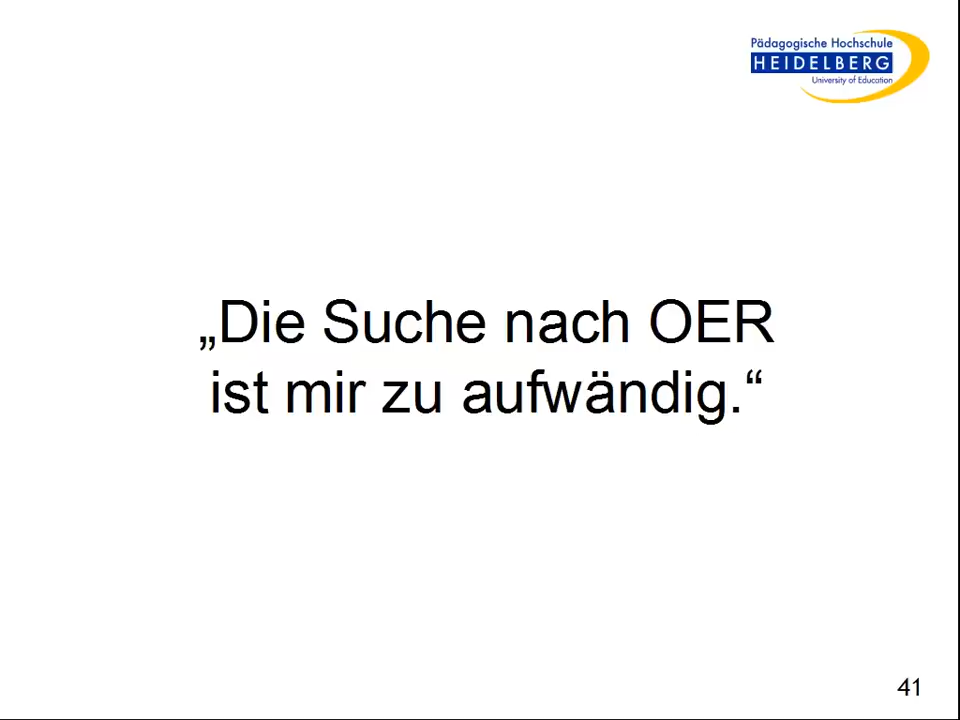 Pädagogische Hochschule
HEIDELBERG
University of Education
„Die Suche nach OER
ist mir zu aufwändig.“
41